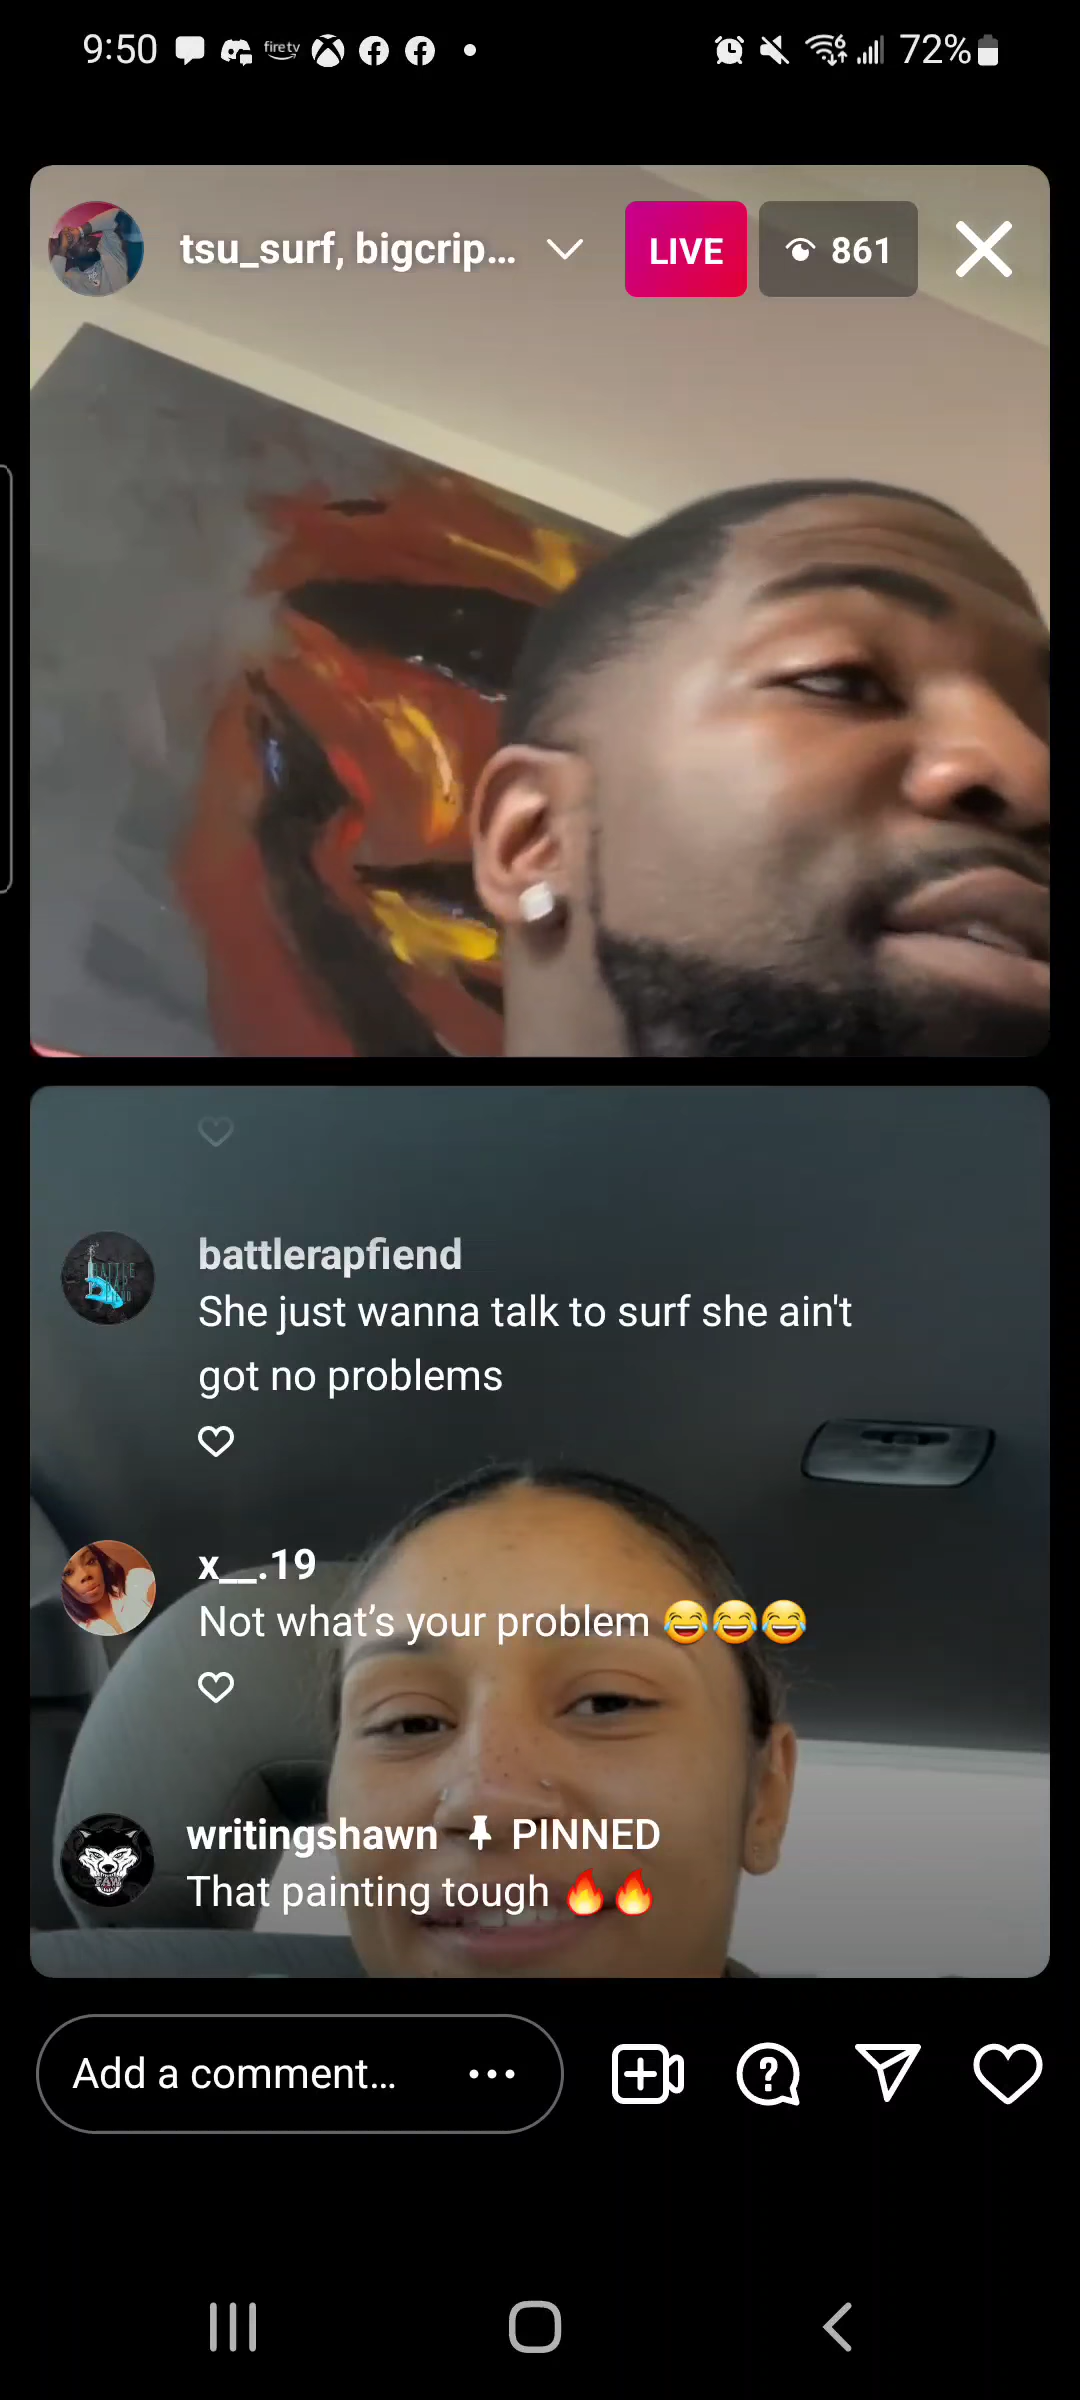 9:50 firetv 72%
tsu_surf, bigcrip... LIVE 861
battlerapfiend
She just wanna talk to surf she ain't
got no problems
x__.19
Not what’s your problem 😂😂😂
writingshawn PINNED
That painting tough 🔥🔥
Add a comment...